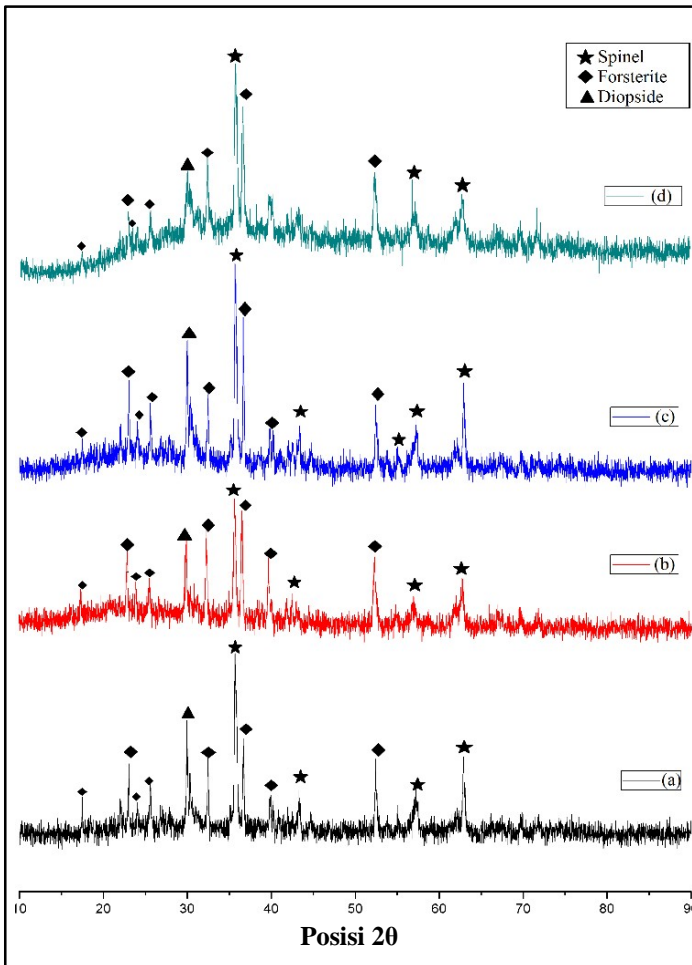 Spinel
Forsterite
Diopside
(d)
(c)
(b)
(a)
10 20 30 40 50 60 70 80 90
Posisi 2θ